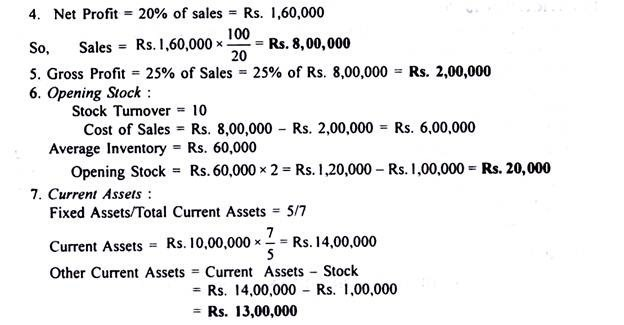 4. Net Profit = 20% of sales = Rs. 1,60,000
So, Sales = Rs. 1,60,000 × 100/20 = Rs. 8,00,000
5. Gross Profit = 25% of Sales = 25% of Rs. 8,00,000 = Rs. 2,00,000
6. Opening Stock :
Stock Turnover = 10
Cost of Sales = Rs. 8,00,000 − Rs. 2,00,000 = Rs. 6,00,000
Average Inventory = Rs. 60,000
Opening Stock = Rs. 60,000 × 2 = Rs. 1,20,000 − Rs. 1,00,000 = Rs. 20,000
7. Current Assets :
Fixed Assets/Total Current Assets = 5/7
Current Assets = Rs. 10,00,000 × 7/5 = Rs. 14,00,000
Other Current Assets = Current Assets − Stock
= Rs. 14,00,000 − Rs. 1,00,000
= Rs. 13,00,000